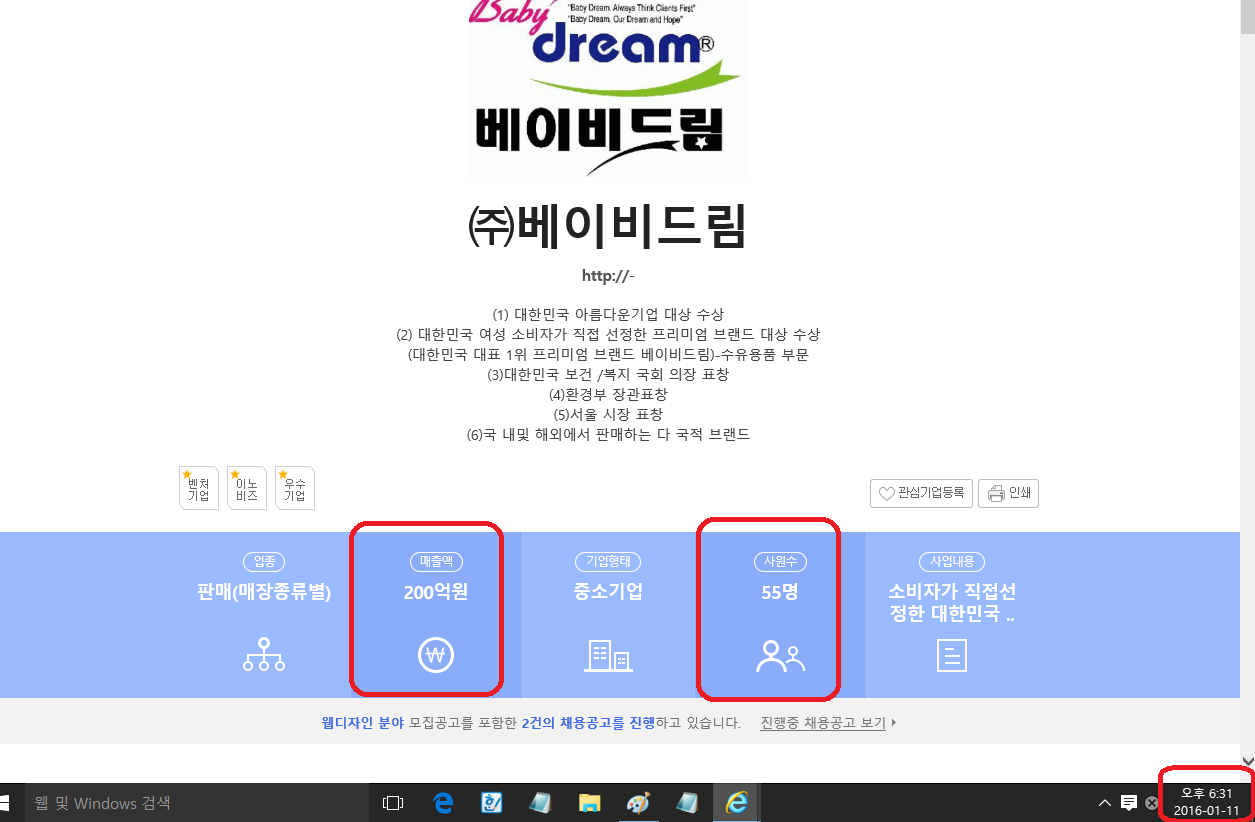 Baby "Baby Dream. Always Think Clients First"
"Baby Dream. Our Dream and Hope"
dream®
베이비드림
㈜베이비드림
http://-
(1) 대한민국 아름다운기업 대상 수상
(2) 대한민국 여성 소비자가 직접 선정한 프리미엄 브랜드 대상 수상
(대한민국 대표 1위 프리미엄 브랜드 베이비드림)-수유용품 부문
(3)대한민국 보건 /복지 국회 의장 표창
(4)환경부 장관표창
(5)서울 시장 표창
(6)국 내및 해외에서 판매하는 다 국적 브랜드
벤처
기업
이노
비즈
우수
기업
관심기업등록
인쇄
업종
판매(매장종류별)
매출액
200억원
기업형태
중소기업
사원수
55명
사업내용
소비자가 직접선
정한 대한민국 ..
웹디자인 분야 모집공고를 포함한 2건의 채용공고를 진행하고 있습니다. 진행중 채용공고 보기
웹 및 Windows 검색
오후 6:31
2016-01-11